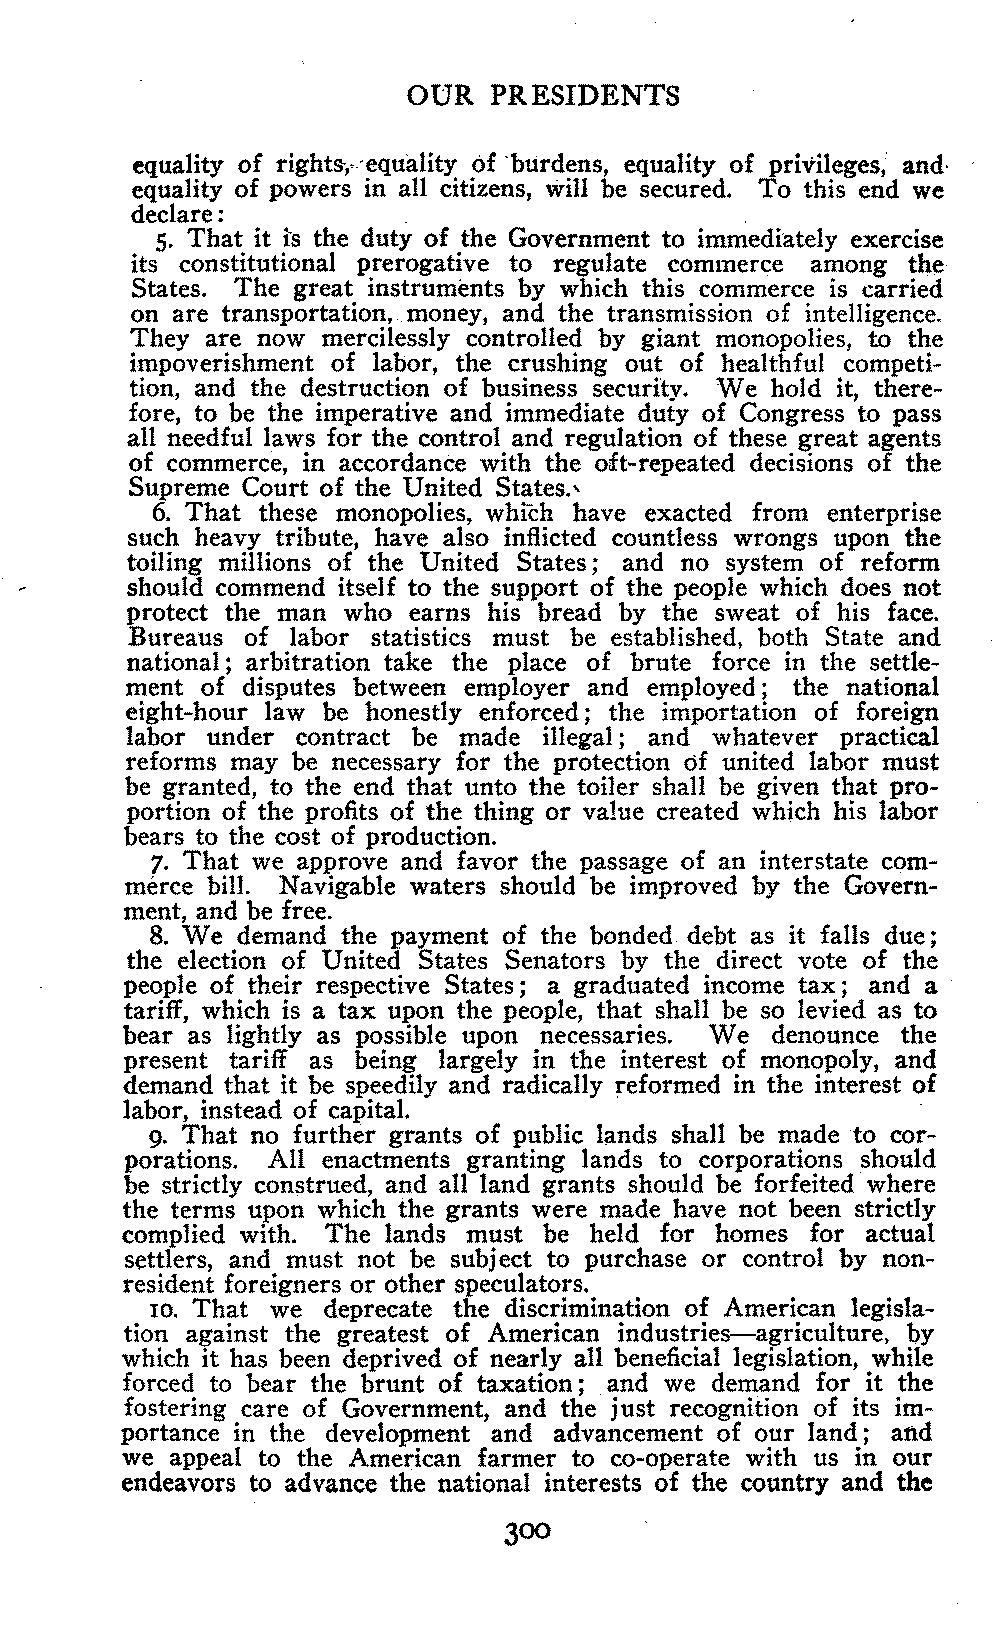 OUR PRESIDENTS
equality of rights, equality of burdens, equality of privileges, and
equality of powers in all citizens, will be secured. To this end we
declare:
5. That it is the duty of the Government to immediately exercise
its constitutional prerogative to regulate commerce among the
States. The great instruments by which this commerce is carried
on are transportation, money, and the transmission of intelligence.
They are now mercilessly controlled by giant monopolies, to the
impoverishment of labor, the crushing out of healthful competi-
tion, and the destruction of business security. We hold it, there-
fore, to be the imperative and immediate duty of Congress to pass
all needful laws for the control and regulation of these great agents
of commerce, in accordance with the oft-repeated decisions of the
Supreme Court of the United States.
6. That these monopolies, which have exacted from enterprise
such heavy tribute, have also inflicted countless wrongs upon the
toiling millions of the United States; and no system of reform
should commend itself to the support of the people which does not
protect the man who earns his bread by the sweat of his face.
Bureaus of labor statistics must be established, both State and
national; arbitration take the place of brute force in the settle-
ment of disputes between employer and employed; the national
eight-hour law be honestly enforced; the importation of foreign
labor under contract be made illegal; and whatever practical
reforms may be necessary for the protection of united labor must
be granted, to the end that unto the toiler shall be given that pro-
portion of the profits of the thing or value created which his labor
bears to the cost of production.
7. That we approve and favor the passage of an interstate com-
merce bill. Navigable waters should be improved by the Govern-
ment, and be free.
8. We demand the payment of the bonded debt as it falls due;
the election of United States Senators by the direct vote of the
people of their respective States; a graduated income tax; and a
tariff, which is a tax upon the people, that shall be so levied as to
bear as lightly as possible upon necessaries. We denounce the
present tariff as being largely in the interest of monopoly, and
demand that it be speedily and radically reformed in the interest of
labor, instead of capital.
9. That no further grants of public lands shall be made to cor-
porations. All enactments granting lands to corporations should
be strictly construed, and all land grants should be forfeited where
the terms upon which the grants were made have not been strictly
complied with. The lands must be held for homes for actual
settlers, and must not be subject to purchase or control by non-
resident foreigners or other speculators.
10. That we deprecate the discrimination of American legisla-
tion against the greatest of American industries—agriculture, by
which it has been deprived of nearly all beneficial legislation, while
forced to bear the brunt of taxation; and we demand for it the
fostering care of Government, and the just recognition of its im-
portance in the development and advancement of our land; and
we appeal to the American farmer to co-operate with us in our
endeavors to advance the national interests of the country and the
300